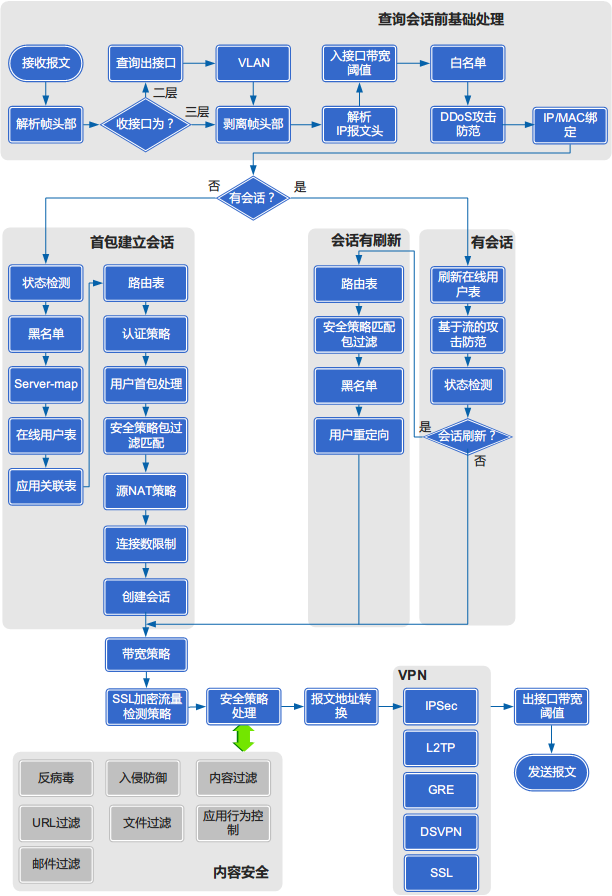 查询会话前基础处理
接收报文
查询出接口
VLAN
入接口带宽
阈值
白名单
二层
三层
解析帧头部
收接口为？
剥离帧头部
解析
IP报文头
DDoS攻击
防范
IP/MAC绑
定
否
有会话？
是
首包建立会话
状态检测
黑名单
Server-map
在线用户表
应用关联表
路由表
认证策略
用户首包处理
安全策略包过
滤匹配
源NAT策略
连接数限制
创建会话
会话有刷新
路由表
安全策略匹配
包过滤
黑名单
用户重定向
有会话
刷新在线用
户表
基于流的攻
击防范
状态检测
是
会话刷新？
否
带宽策略
SSL加密流量
检测策略
安全策略
处理
报文地址转
换
VPN
IPSec
L2TP
GRE
DSVPN
SSL
出接口带宽
阈值
发送报文
反病毒
入侵防御
内容过滤
URL过滤
文件过滤
应用行为控
制
邮件过滤
内容安全